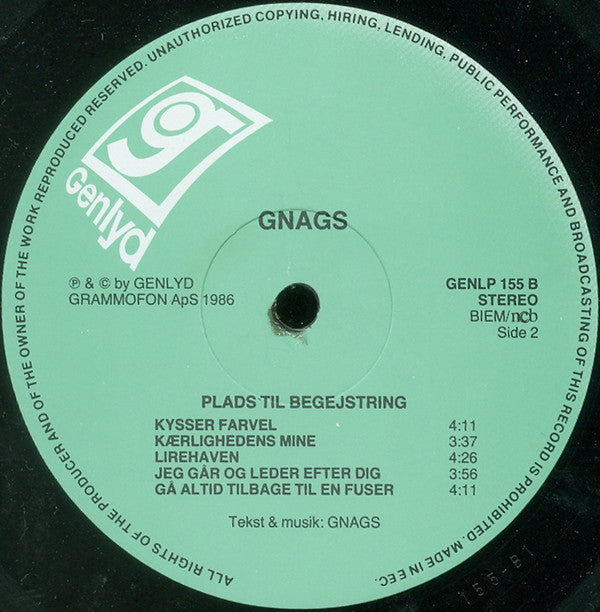 ALL RIGHTS OF THE PRODUCER AND OF THE OWNER OF THE WORK REPRODUCED RESERVED. UNAUTHORIZED COPYING, HIRING, LENDING, PUBLIC PERFORMANCE AND BROADCASTING OF THIS RECORD IS PROHIBITED. MADE IN EEC.
g
Genlyd
GNAGS
℗ & © by GENLYD
GRAMMOFON ApS 1986
GENLP 155 B
STEREO
BIEM/ncb
Side 2
PLADS TIL BEGEJSTRING
KYSSER FARVEL 4:11
KÆRLIGHEDENS MINE 3:37
LIREHAVEN 4:26
JEG GÅR OG LEDER EFTER DIG 3:56
GÅ ALTID TILBAGE TIL EN FUSER 4:11
Tekst & musik: GNAGS
155-B1